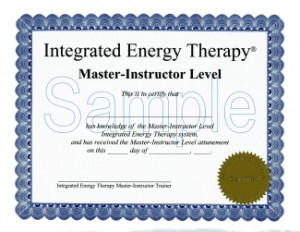 Integrated Energy Therapy®
Master-Instructor Level
This is to certify that
Sample
has knowledge of the Master-Instructor Level
Integrated Energy Therapy system,
and has received the Master-Instructor Level attunement
on this ____ day of ________, ____
Integrated Energy Therapy Master-Instructor Trainer